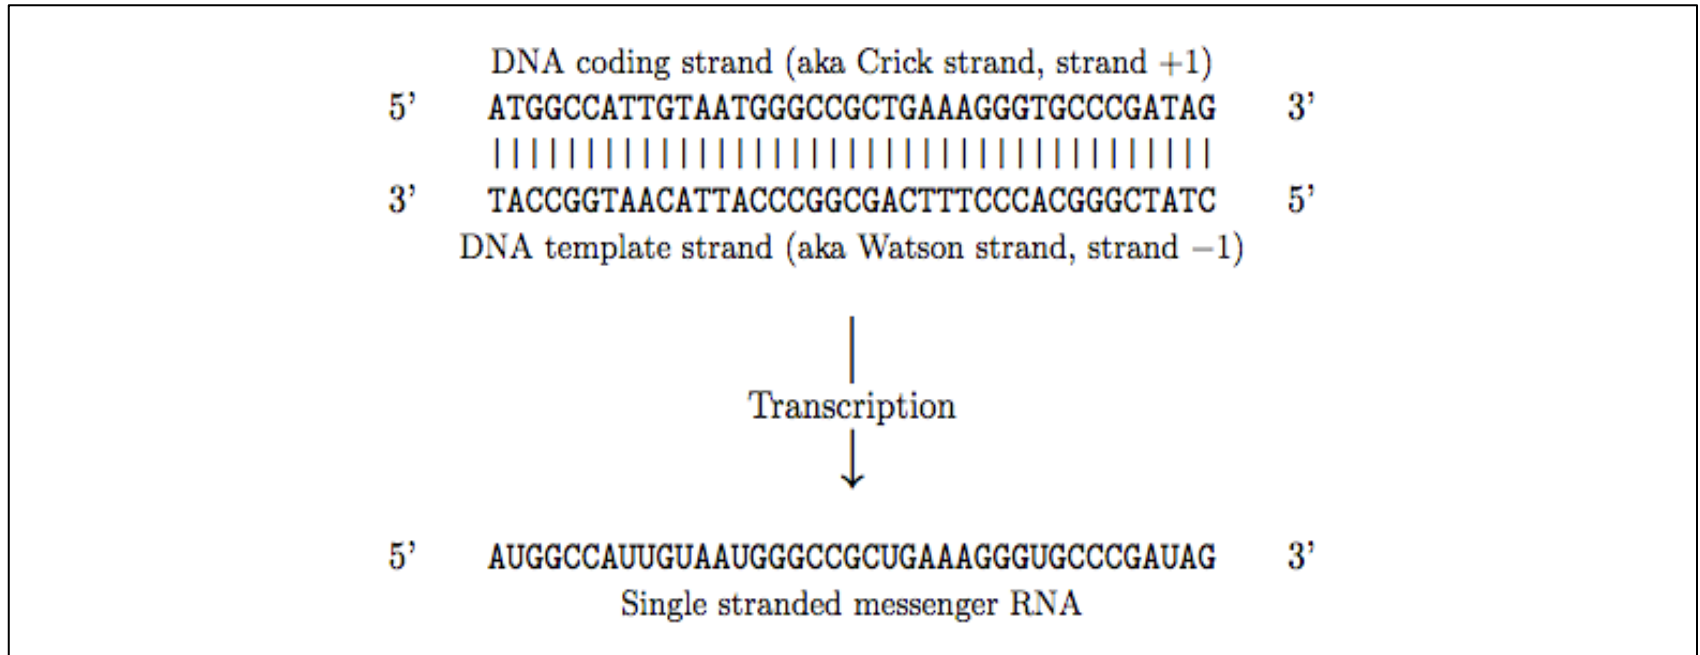 DNA coding strand (aka Crick strand, strand +1)
5’ ATGGCCATTGTAATGGGCCGCTGAAAGGGTGCCCGATAG 3’
|||||||||||||||||||||||||||||||||||||||
3’ TACCGGTAACATTACCCGGCGACTTTCCCACGGGCTATC 5’
DNA template strand (aka Watson strand, strand −1)
Transcription
5’ AUGGCCAUUGUAAUGGGCCGCUGAAAGGGUGCCCGAUAG 3’
Single stranded messenger RNA